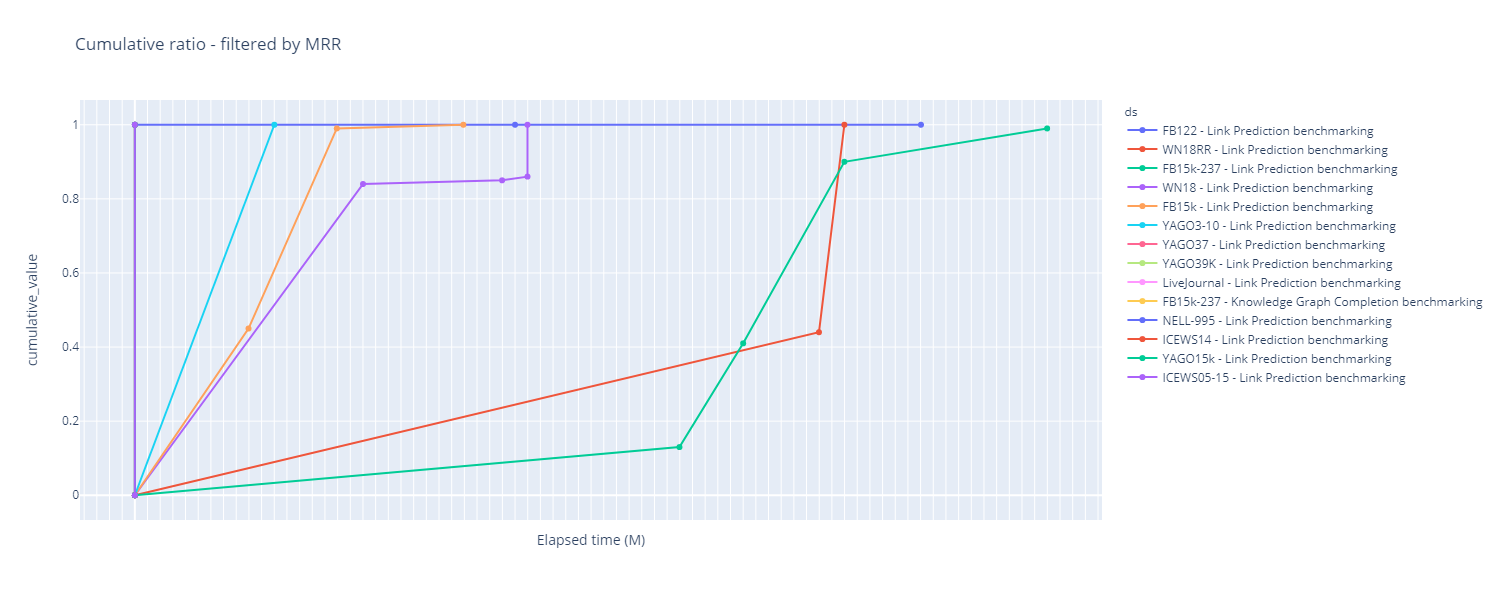 Cumulative ratio - filtered by MRR
cumulative_value
1
0.8
0.6
0.4
0.2
0
Elapsed time (M)
ds
FB122 - Link Prediction benchmarking
WN18RR - Link Prediction benchmarking
FB15k-237 - Link Prediction benchmarking
WN18 - Link Prediction benchmarking
FB15k - Link Prediction benchmarking
YAGO3-10 - Link Prediction benchmarking
YAGO37 - Link Prediction benchmarking
YAGO39K - Link Prediction benchmarking
LiveJournal - Link Prediction benchmarking
FB15k-237 - Knowledge Graph Completion benchmarking
NELL-995 - Link Prediction benchmarking
ICEWS14 - Link Prediction benchmarking
YAGO15k - Link Prediction benchmarking
ICEWS05-15 - Link Prediction benchmarking